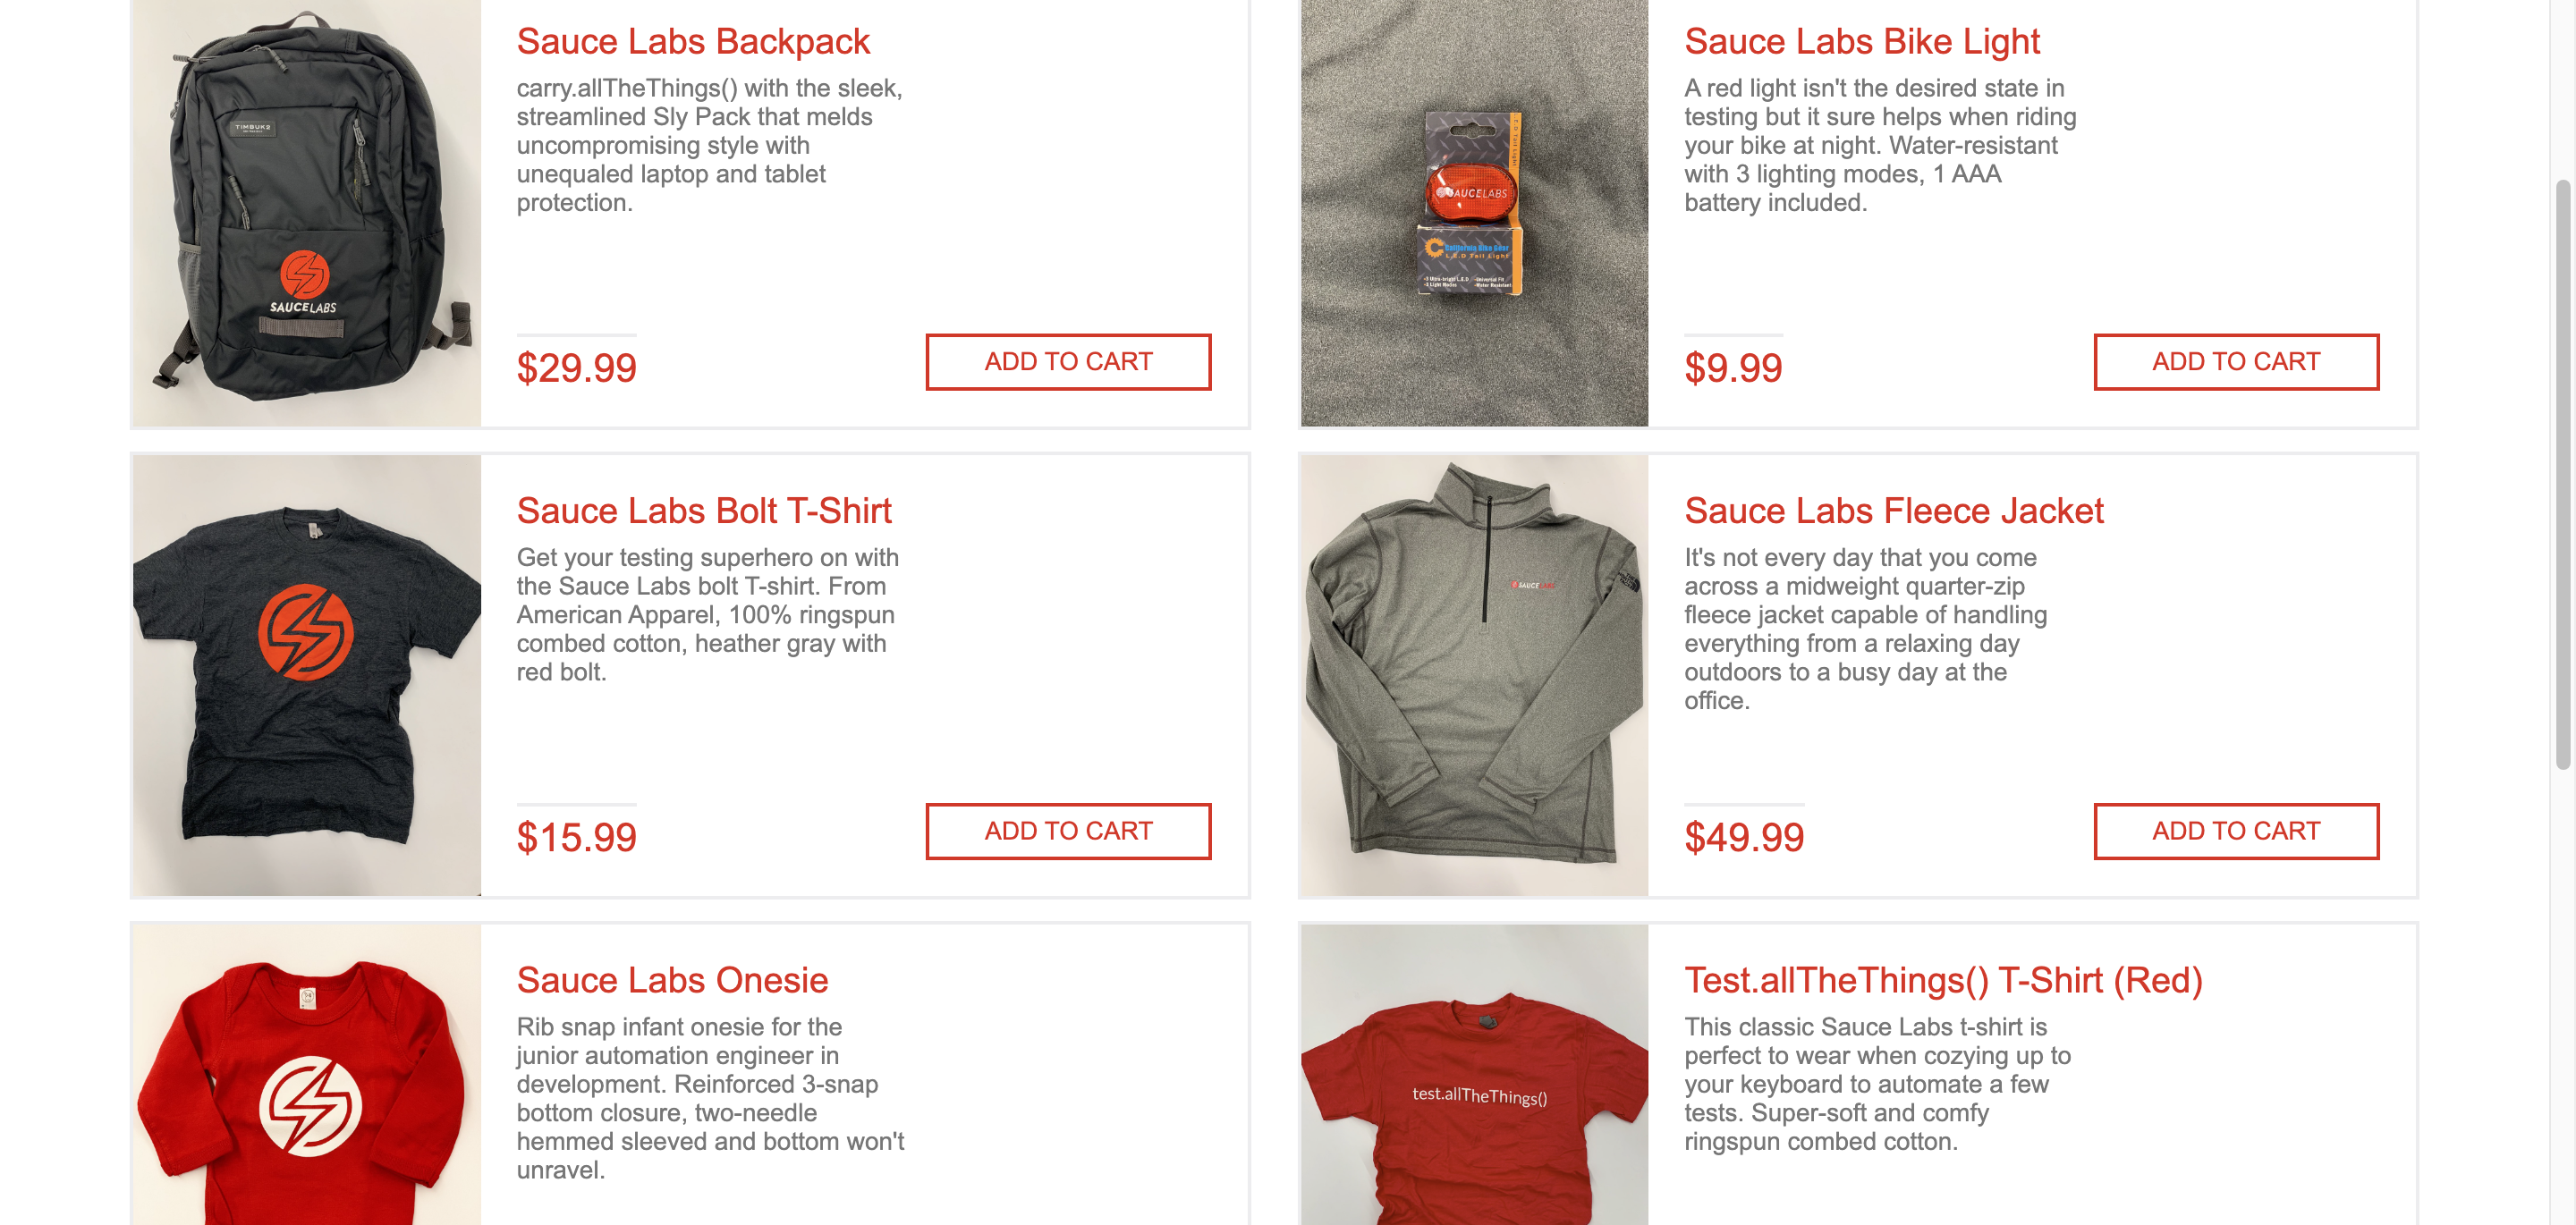 Sauce Labs Backpack
carry.allTheThings() with the sleek,
streamlined Sly Pack that melds
uncompromising style with
unequaled laptop and tablet
protection.
$29.99
ADD TO CART
TIMBUK2
SAUCELABS
Sauce Labs Bike Light
A red light isn't the desired state in
testing but it sure helps when riding
your bike at night. Water-resistant
with 3 lighting modes, 1 AAA
battery included.
$9.99
ADD TO CART
SAUCELABS
California Bike Gear
L.E.D Tail Light
Sauce Labs Bolt T-Shirt
Get your testing superhero on with
the Sauce Labs bolt T-shirt. From
American Apparel, 100% ringspun
combed cotton, heather gray with
red bolt.
$15.99
ADD TO CART
Sauce Labs Fleece Jacket
It's not every day that you come
across a midweight quarter-zip
fleece jacket capable of handling
everything from a relaxing day
outdoors to a busy day at the
office.
$49.99
ADD TO CART
SAUCELABS
Sauce Labs Onesie
Rib snap infant onesie for the
junior automation engineer in
development. Reinforced 3-snap
bottom closure, two-needle
hemmed sleeved and bottom won't
unravel.
Test.allTheThings() T-Shirt (Red)
This classic Sauce Labs t-shirt is
perfect to wear when cozying up to
your keyboard to automate a few
tests. Super-soft and comfy
ringspun combed cotton.
test.allTheThings()